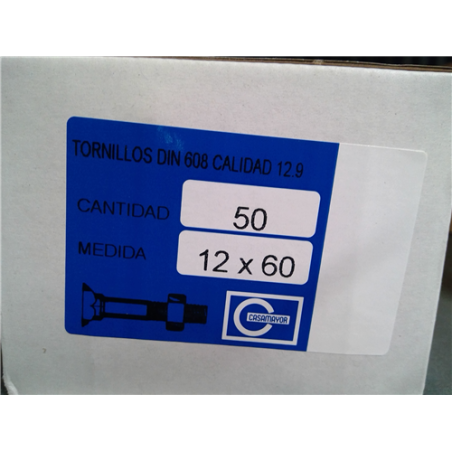 TORNILLOS DIN 608 CALIDAD 12.9
CANTIDAD 50
MEDIDA 12 x 60
CASAMAYOR